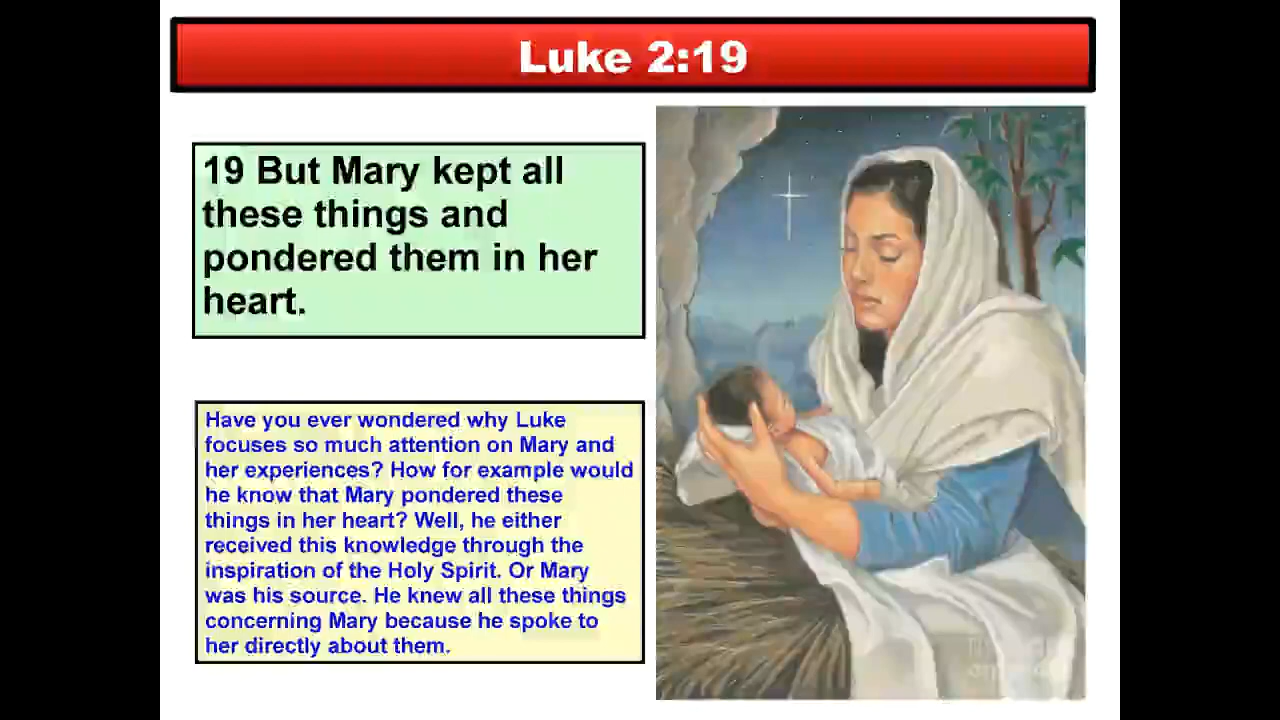 Luke 2:19
19 But Mary kept all
these things and
pondered them in her
heart.
Have you ever wondered why Luke
focuses so much attention on Mary and
her experiences? How for example would
he know that Mary pondered these
things in her heart? Well, he either
received this knowledge through the
inspiration of the Holy Spirit. Or Mary
was his source. He knew all these things
concerning Mary because he spoke to
her directly about them.